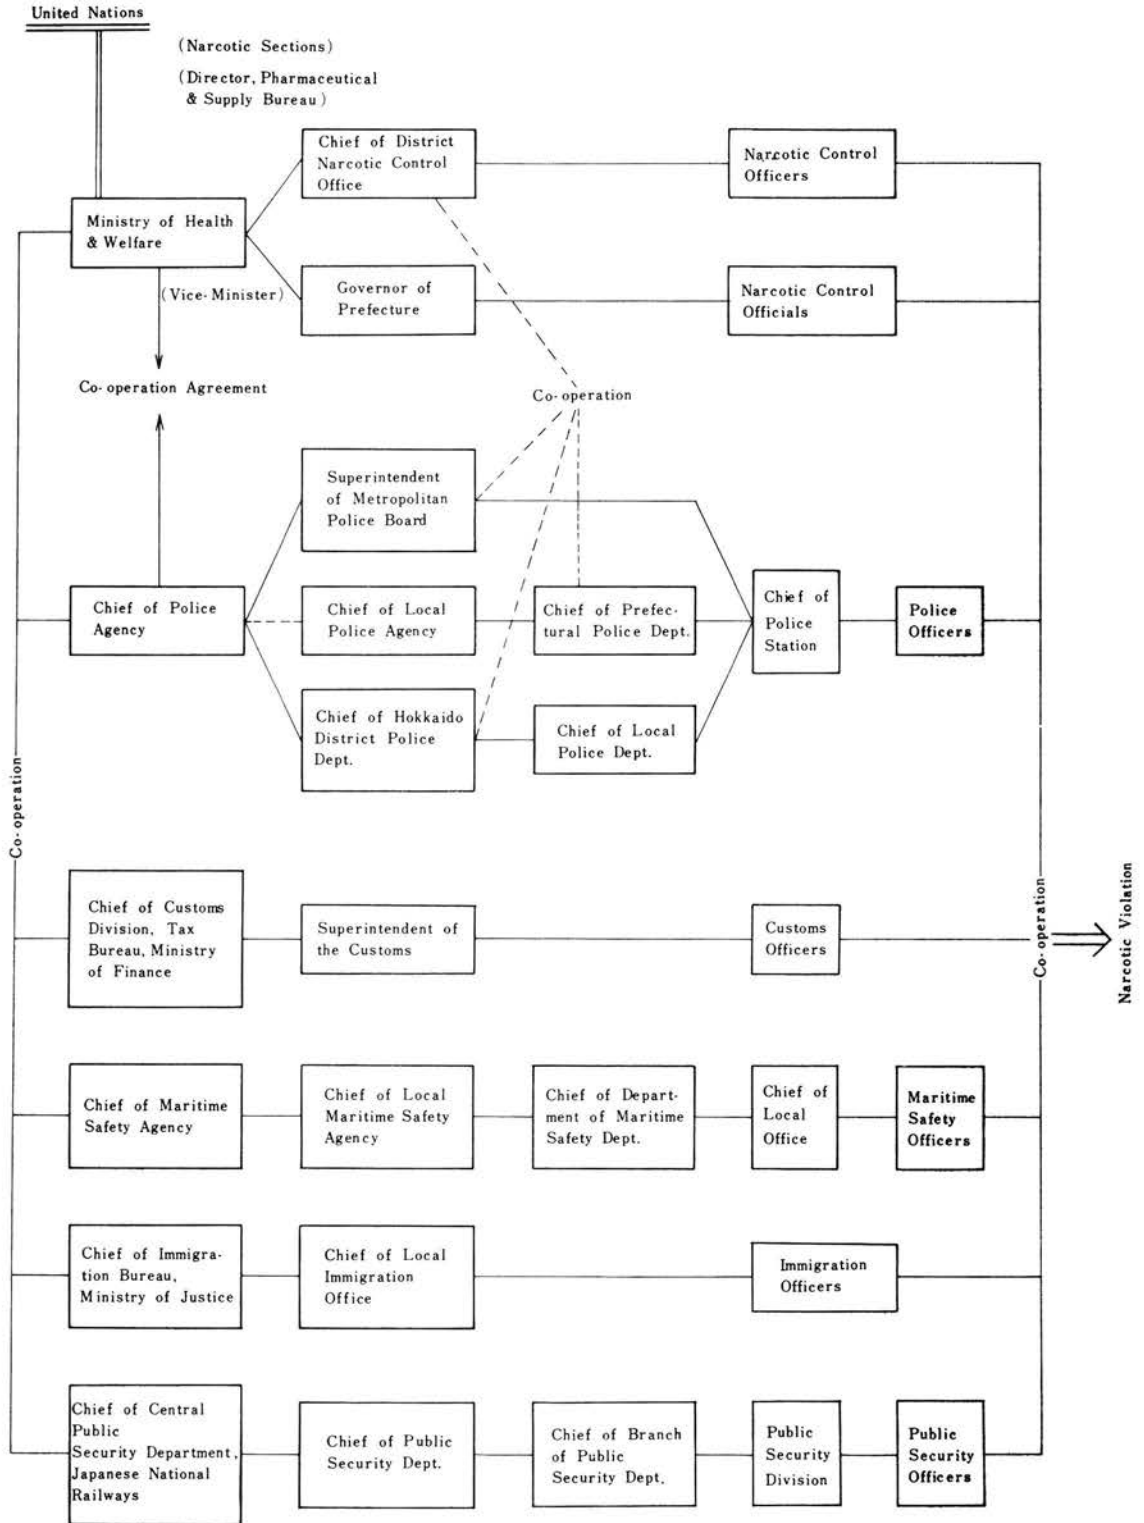 United Nations
(Narcotic Sections)
(Director, Pharmaceutical
& Supply Bureau)
Chief of District
Narcotic Control
Office
Narcotic Control
Officers
Ministry of Health
& Welfare
(Vice-Minister)
Governor of
Prefecture
Narcotic Control
Officials
Co-operation Agreement
Co-operation
Superintendent
of Metropolitan
Police Board
Chief of Police
Agency
Chief of Local
Police Agency
Chief of Prefec-
tural Police Dept.
Chief of
Police
Station
Police
Officers
Chief of Hokkaido
District Police
Dept.
Chief of Local
Police Dept.
Co-operation
Chief of Customs
Division, Tax
Bureau, Ministry
of Finance
Superintendent of
the Customs
Customs
Officers
Co-operation
Narcotic Violation
Chief of Maritime
Safety Agency
Chief of Local
Maritime Safety
Agency
Chief of Depart-
ment of Maritime
Safety Dept.
Chief of
Local
Office
Maritime
Safety
Officers
Chief of Immigra-
tion Bureau,
Ministry of Justice
Chief of Local
Immigration
Office
Immigration
Officers
Chief of Central
Public
Security Department,
Japanese National
Railways
Chief of Public
Security Dept.
Chief of Branch
of Public
Security Dept.
Public
Security
Division
Public
Security
Officers